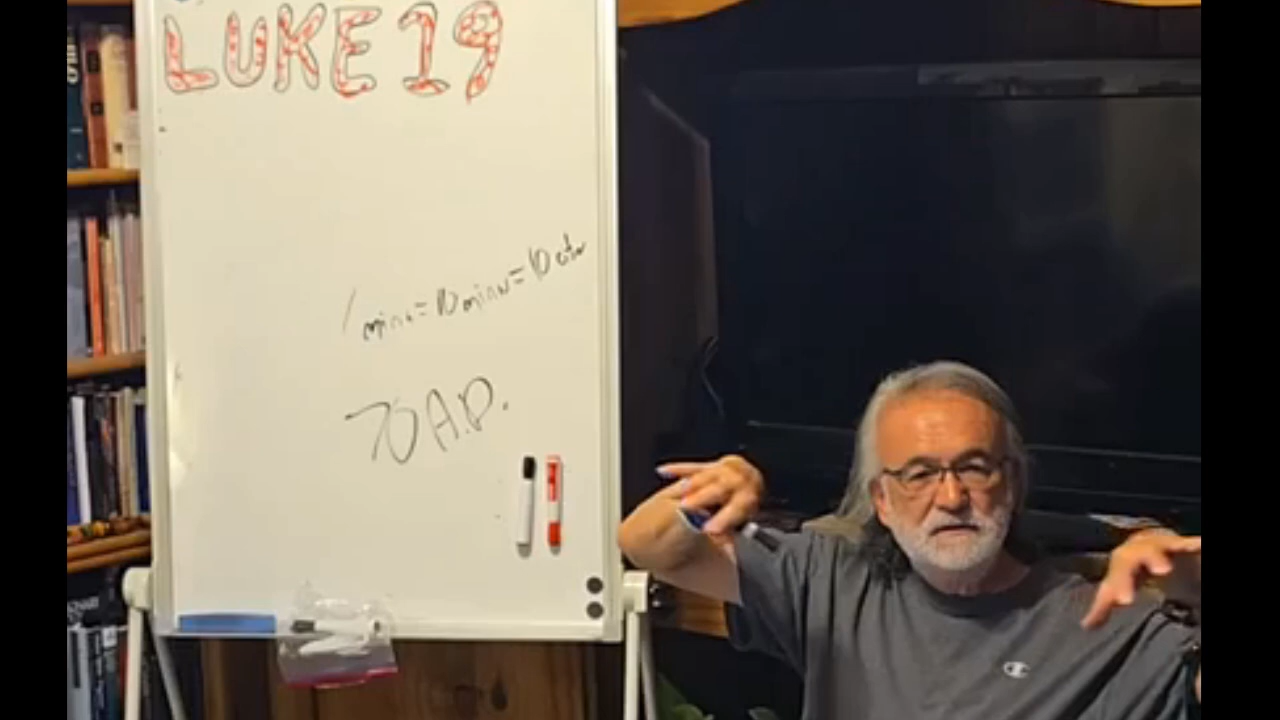 LUKE 19
1 mina = 10 minas = 10 cities
70 A.D.